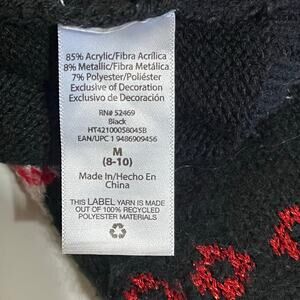 85% Acrylic/Fibra Acrílica
8% Metallic/Fibra Metálica
7% Polyester/Poliéster
Exclusive of Decoration
Exclusivo de Decoración
RN# 52469
Black
HT42100058045B
EAN/UPC 1 9486909456
M
(8-10)
Made In/Hecho En
China
THIS LABEL YARN IS MADE
OUT OF 100% RECYCLED
POLYESTER MATERIALS